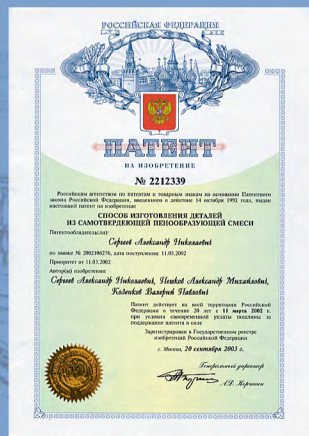 РОССИЙСКАЯ ФЕДЕРАЦИЯ
ПАТЕНТ
НА ИЗОБРЕТЕНИЕ
№ 2212339
Российским агентством по патентам и товарным знакам на основании Патентного
закона Российской Федерации, введенного в действие 14 октября 1992 года, выдан
настоящий патент на изобретение
СПОСОБ ИЗГОТОВЛЕНИЯ ДЕТАЛЕЙ
ИЗ САМОТВЕРДЕЮЩЕЙ ПЕНООБРАЗУЮЩЕЙ СМЕСИ
Патентообладатель(ли):
Сергеев Александр Николаевич
по заявке № 2002106276, дата поступления: 11.03.2002
Приоритет от 11.03.2002
Автор(ы) изобретения:
Сергеев Александр Николаевич, Пешков Александр Михайлович,
Казенков Валерий Павлович
Патент действует на всей территории Российской
Федерации в течение 20 лет с 11 марта 2002 г.
при условии своевременной уплаты пошлины за
поддержание патента в силе
Зарегистрирован в Государственном реестре
изобретений Российской Федерации
г. Москва, 20 сентября 2003 г.
Генеральный директор
А.Д. Корчагин